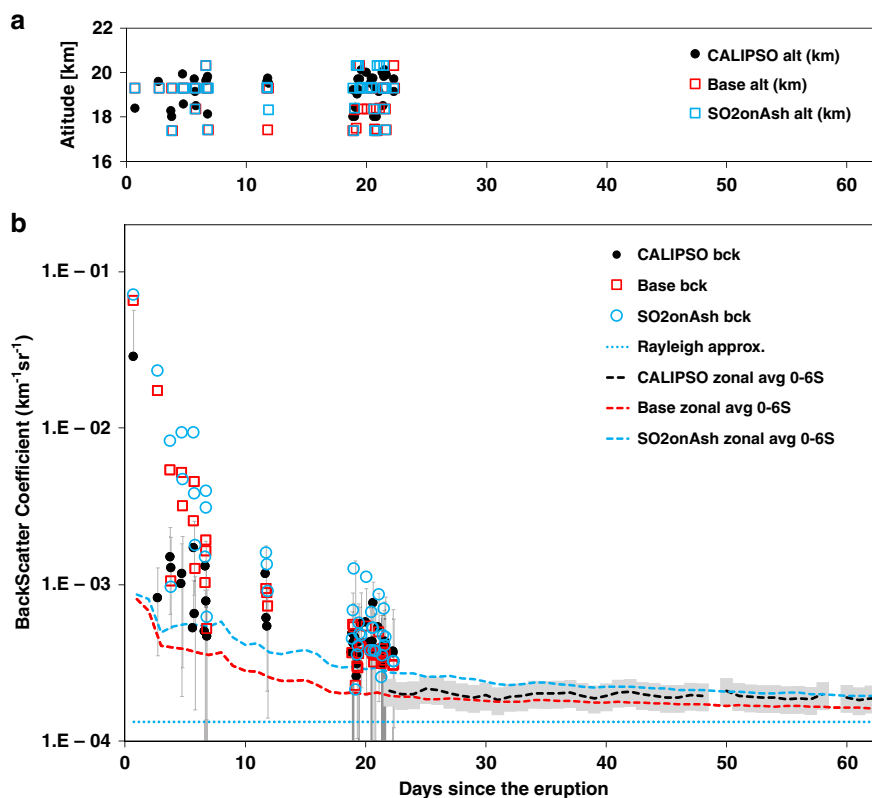 a
22
20
18
16
Atitude [km]
CALIPSO alt (km)
Base alt (km)
SO2onAsh alt (km)
0 10 20 30 40 50 60
b
1.E – 01
1.E – 02
1.E – 03
1.E – 04
BackScatter Coefficient (km⁻¹sr⁻¹)
CALIPSO bck
Base bck
SO2onAsh bck
Rayleigh approx.
CALIPSO zonal avg 0-6S
Base zonal avg 0-6S
SO2onAsh zonal avg 0-6S
0 10 20 30 40 50 60
Days since the eruption